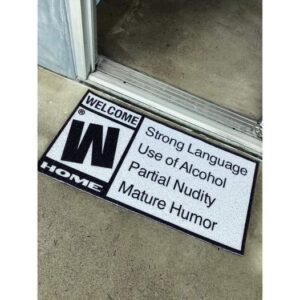 WELCOME
W®
HOME
Strong Language
Use of Alcohol
Partial Nudity
Mature Humor